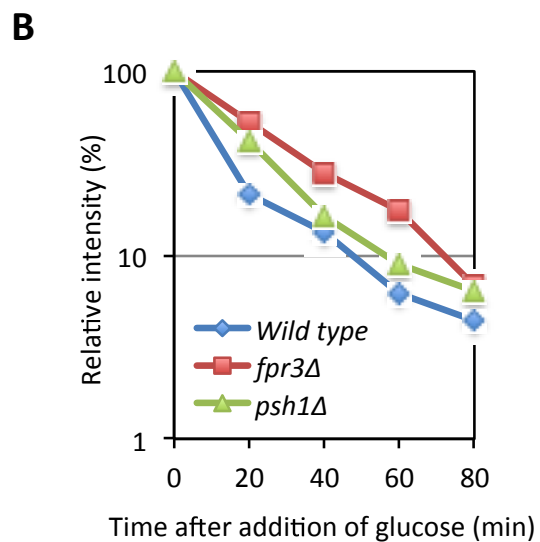 B
Relative intensity (%)
100
10
1
Wild type
fpr3Δ
psh1Δ
0 20 40 60 80
Time after addition of glucose (min)